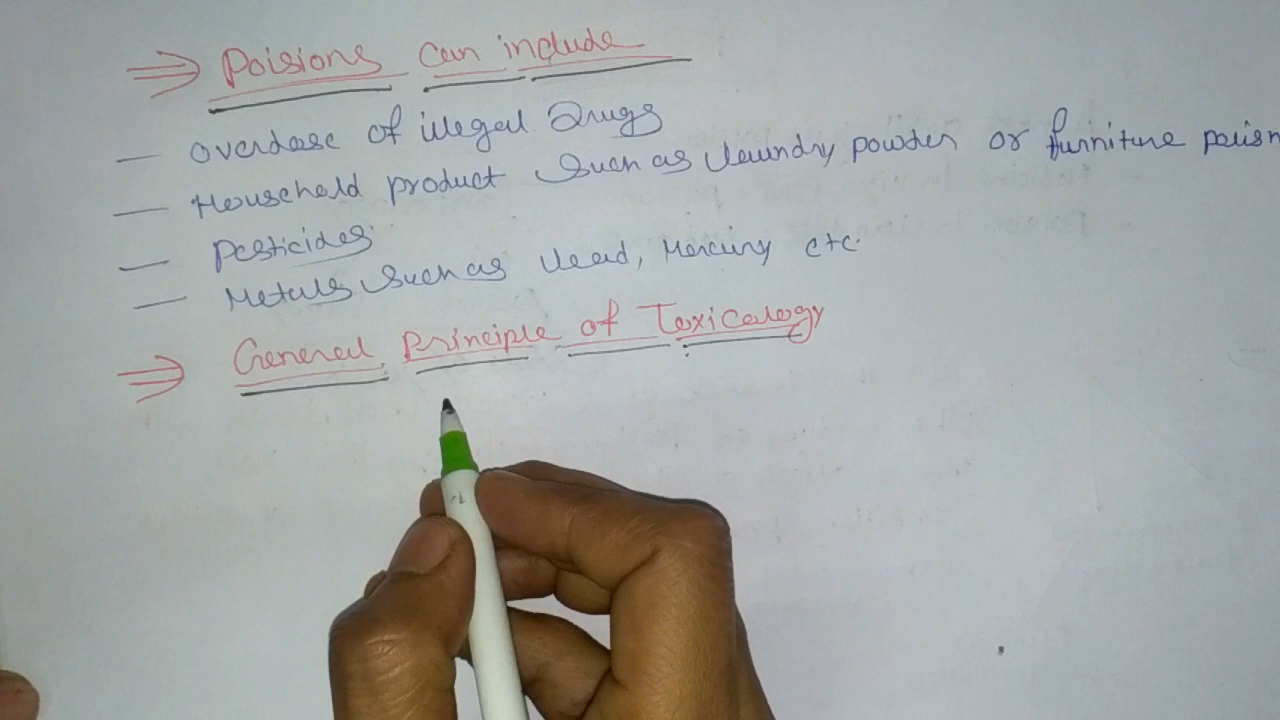 ⇒ Poisions can include
— Overdose of illegal Drugs
— Household product Such as laundry powder or furniture polish
— Pesticides.
— Metals Such as Lead, Mercury etc.
⇒ General Principle of Toxicology